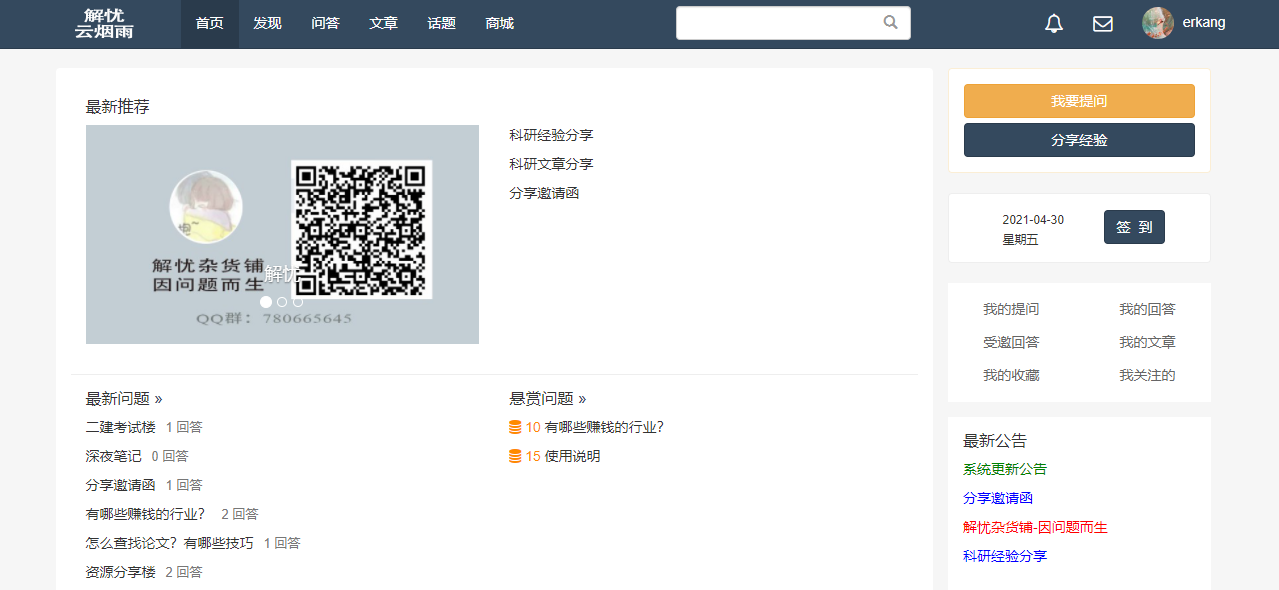 解忧
云烟雨
首页 发现 问答 文章 话题 商城
erkang
最新推荐
解忧杂货铺
因问题而生
解忧
QQ群：780665645
科研经验分享
科研文章分享
分享邀请函
最新问题 »
二建考试楼 1 回答
深夜笔记 0 回答
分享邀请函 1 回答
有哪些赚钱的行业？ 2 回答
怎么查找论文？有哪些技巧 1 回答
资源分享楼 2 回答
悬赏问题 »
10 有哪些赚钱的行业？
15 使用说明
我要提问
分享经验
2021-04-30
星期五
签 到
我的提问 我的回答
受邀回答 我的文章
我的收藏 我关注的
最新公告
系统更新公告
分享邀请函
解忧杂货铺-因问题而生
科研经验分享